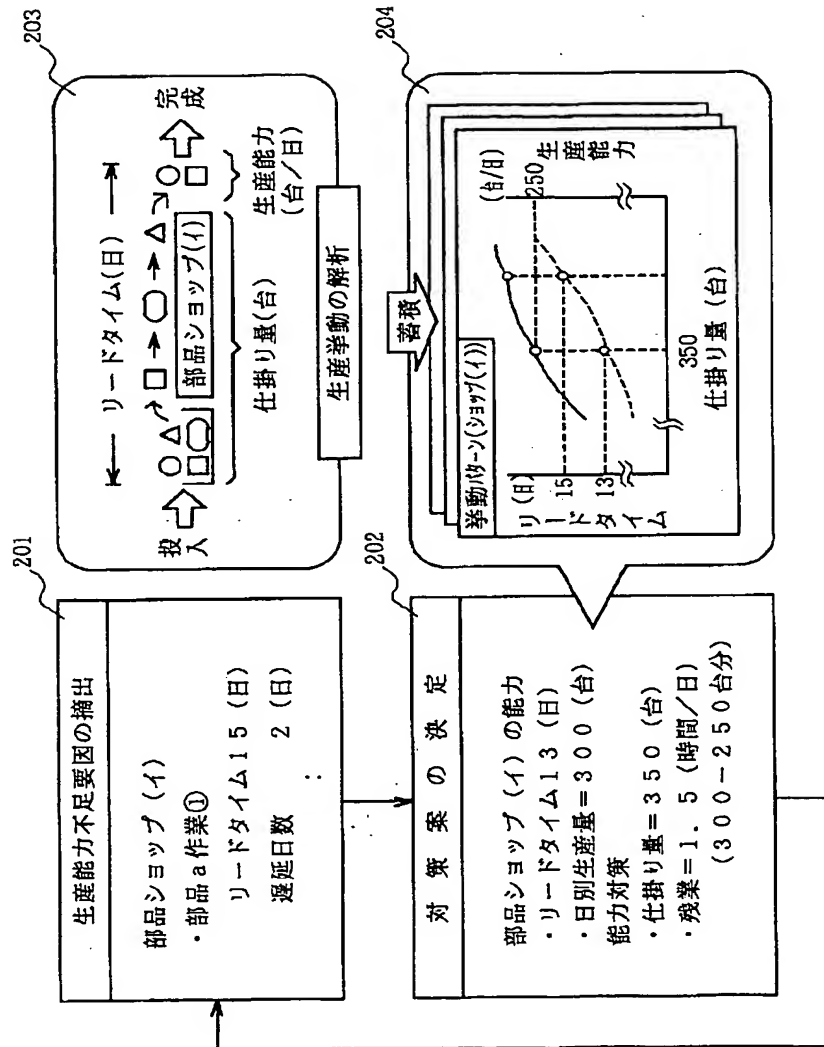 201
生産能力不足要因の摘出
部品ショップ(イ)
・部品a作業①
リードタイム15(日)
遅延日数 2(日)
:
203
リードタイム(日)
投入
部品ショップ(イ)
完成
仕掛り量(台)
生産能力
(台/日)
生産挙動の解析
202
対策案の決定
部品ショップ(イ)の能力
・リードタイム13(日)
・日別生産量=300(台)
能力対策
・仕掛り量=350(台)
・残業=1.5(時間/日)
(300-250台分)
204
蓄積
挙動パターン(ショップ(イ))
(日)
リードタイム
15
13
(台/日)
250
生産能力
350
仕掛り量(台)